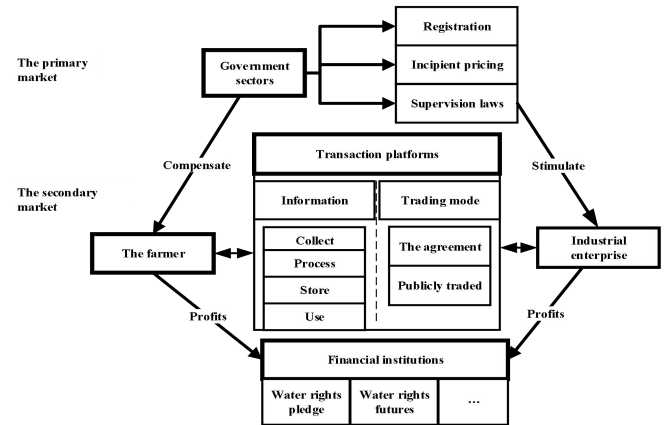 Registration
The primary
market
Government
sectors
Incipient pricing
Supervision laws
Compensate
Transaction platforms
Stimulate
The secondary
market
Information
Trading mode
The farmer
Collect
Process
Store
Use
The agreement
Publicly traded
Industrial
enterprise
Profits
Profits
Financial institutions
Water rights
pledge
Water rights
futures
...